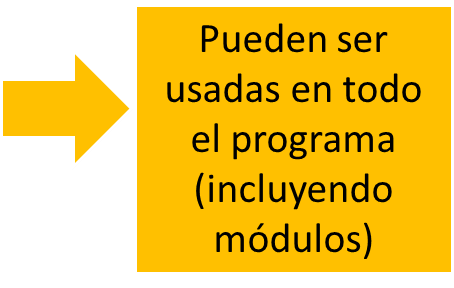 Pueden ser
usadas en todo
el programa
(incluyendo
módulos)